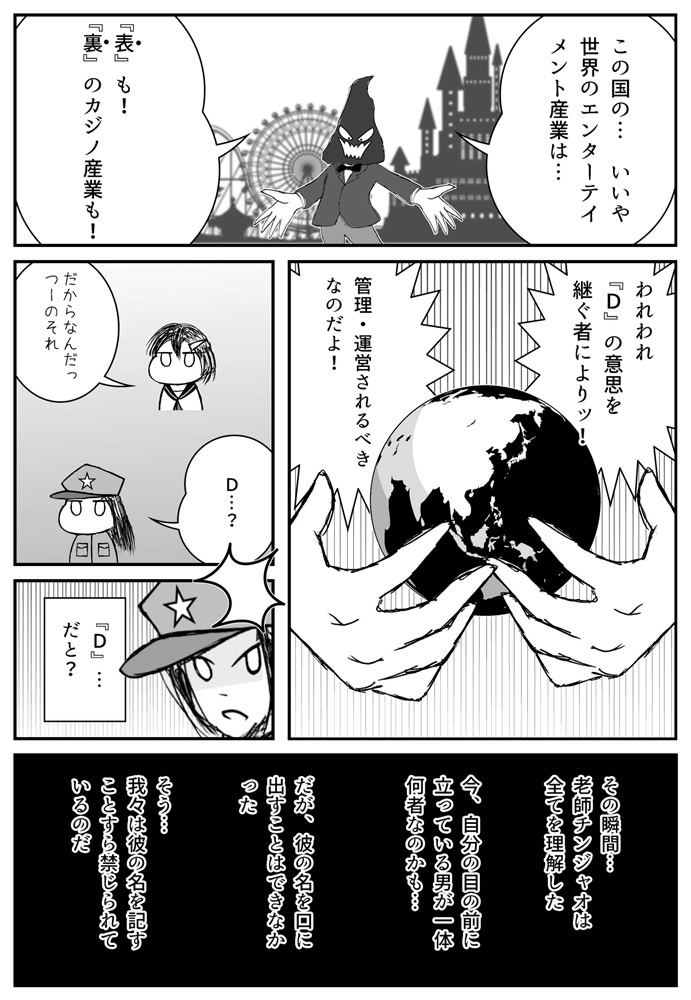 この国の… いいや
世界のエンターテイ
メント産業は…
『表』も！
『裏』のカジノ産業も！
われわれ
『D』の意思を
継ぐ者によりッ！
管理・運営されるべき
なのだよ！
だからなんだっ
つーのそれ
D…？
『D』…
だと？
その瞬間…
老師チンジャオは
全てを理解した
今、自分の目の前に
立っている男が一体
何者なのかも…
だが、彼の名を口に
出すことはできなか
った
そう…
我々は彼の名を記す
ことすら禁じられて
いるのだ